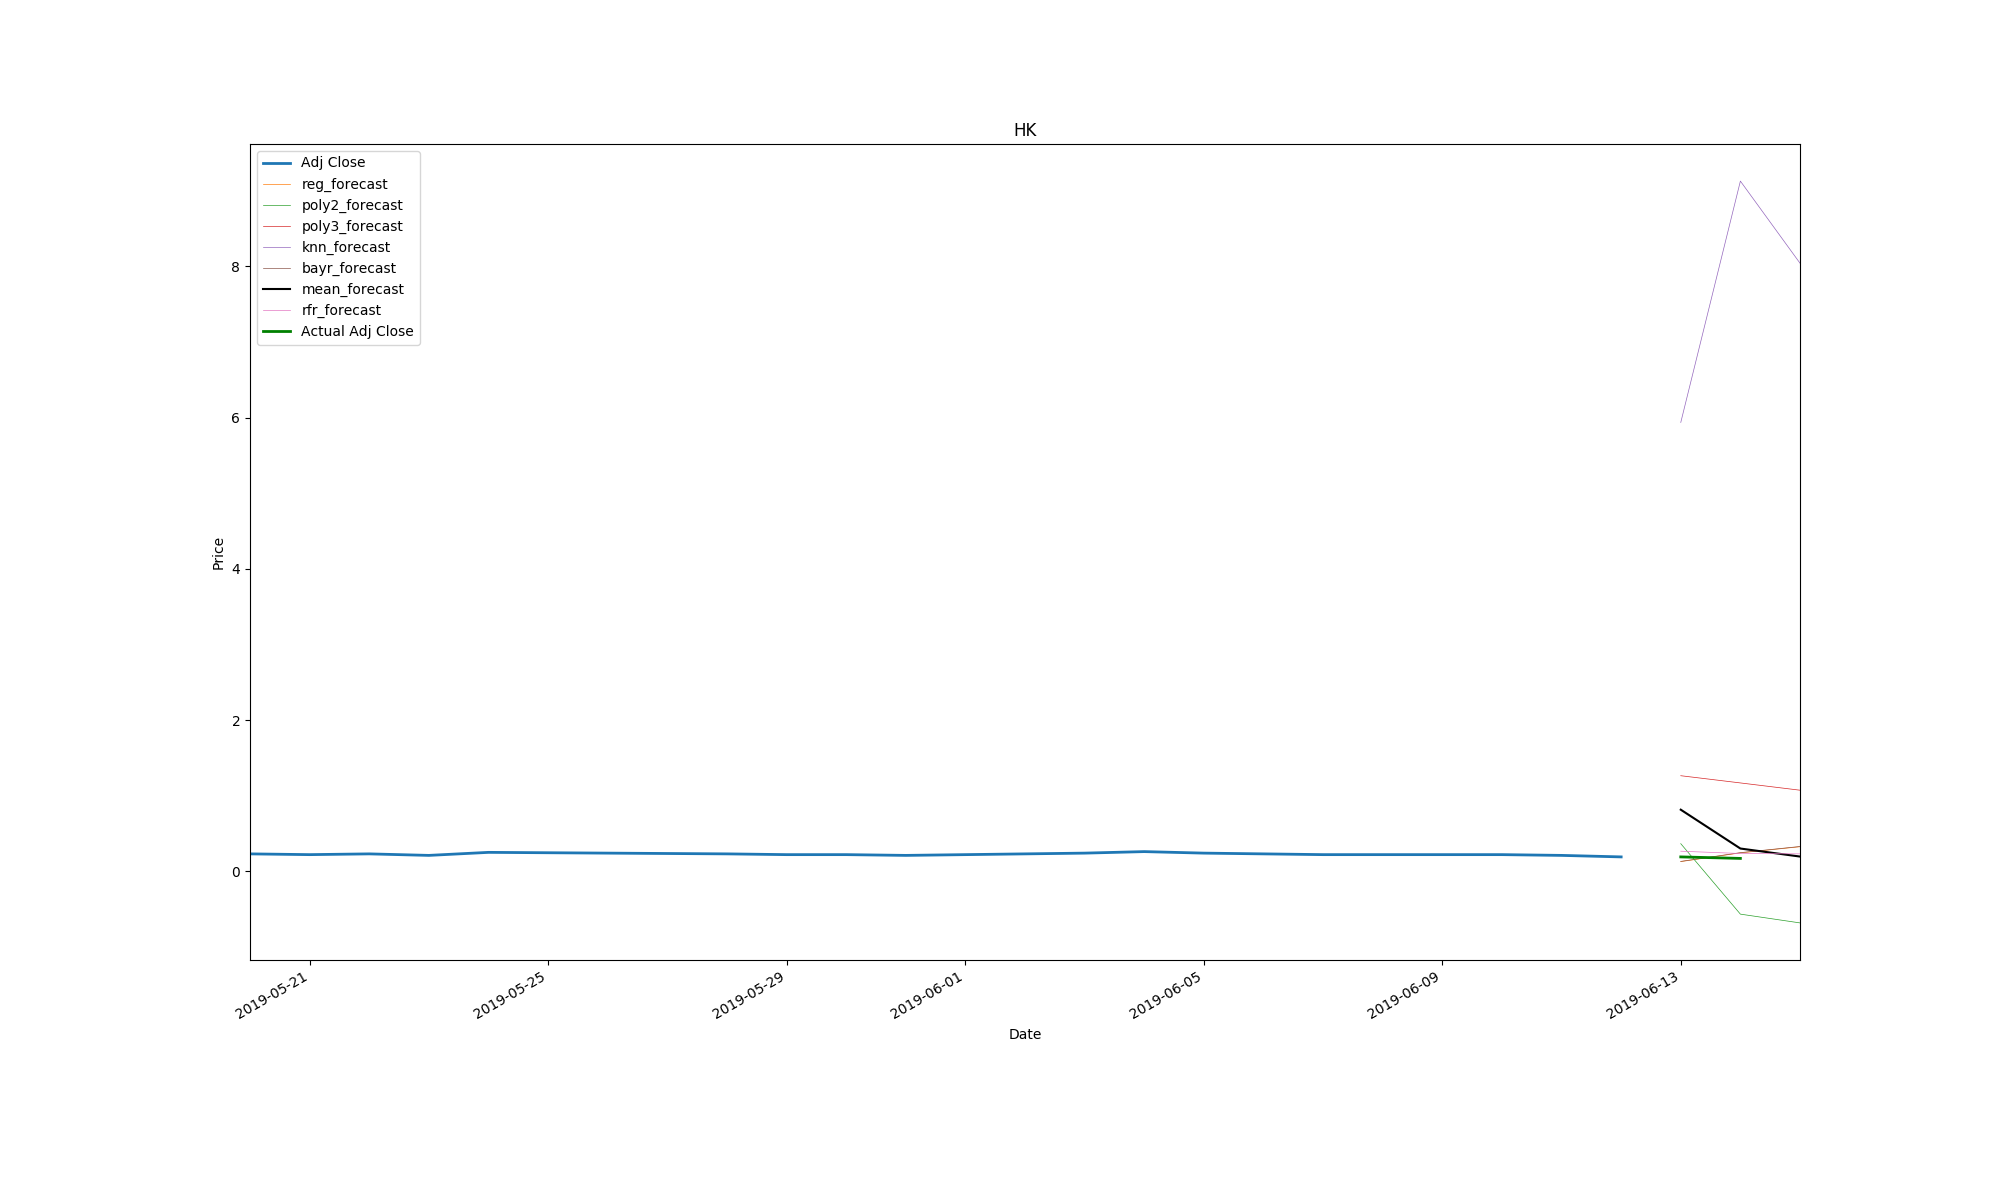 HK
Adj Close
reg_forecast
poly2_forecast
poly3_forecast
knn_forecast
bayr_forecast
mean_forecast
rfr_forecast
Actual Adj Close
8
6
4
2
0
Price
2019-05-21
2019-05-25
2019-05-29
2019-06-01
2019-06-05
2019-06-09
2019-06-13
Date